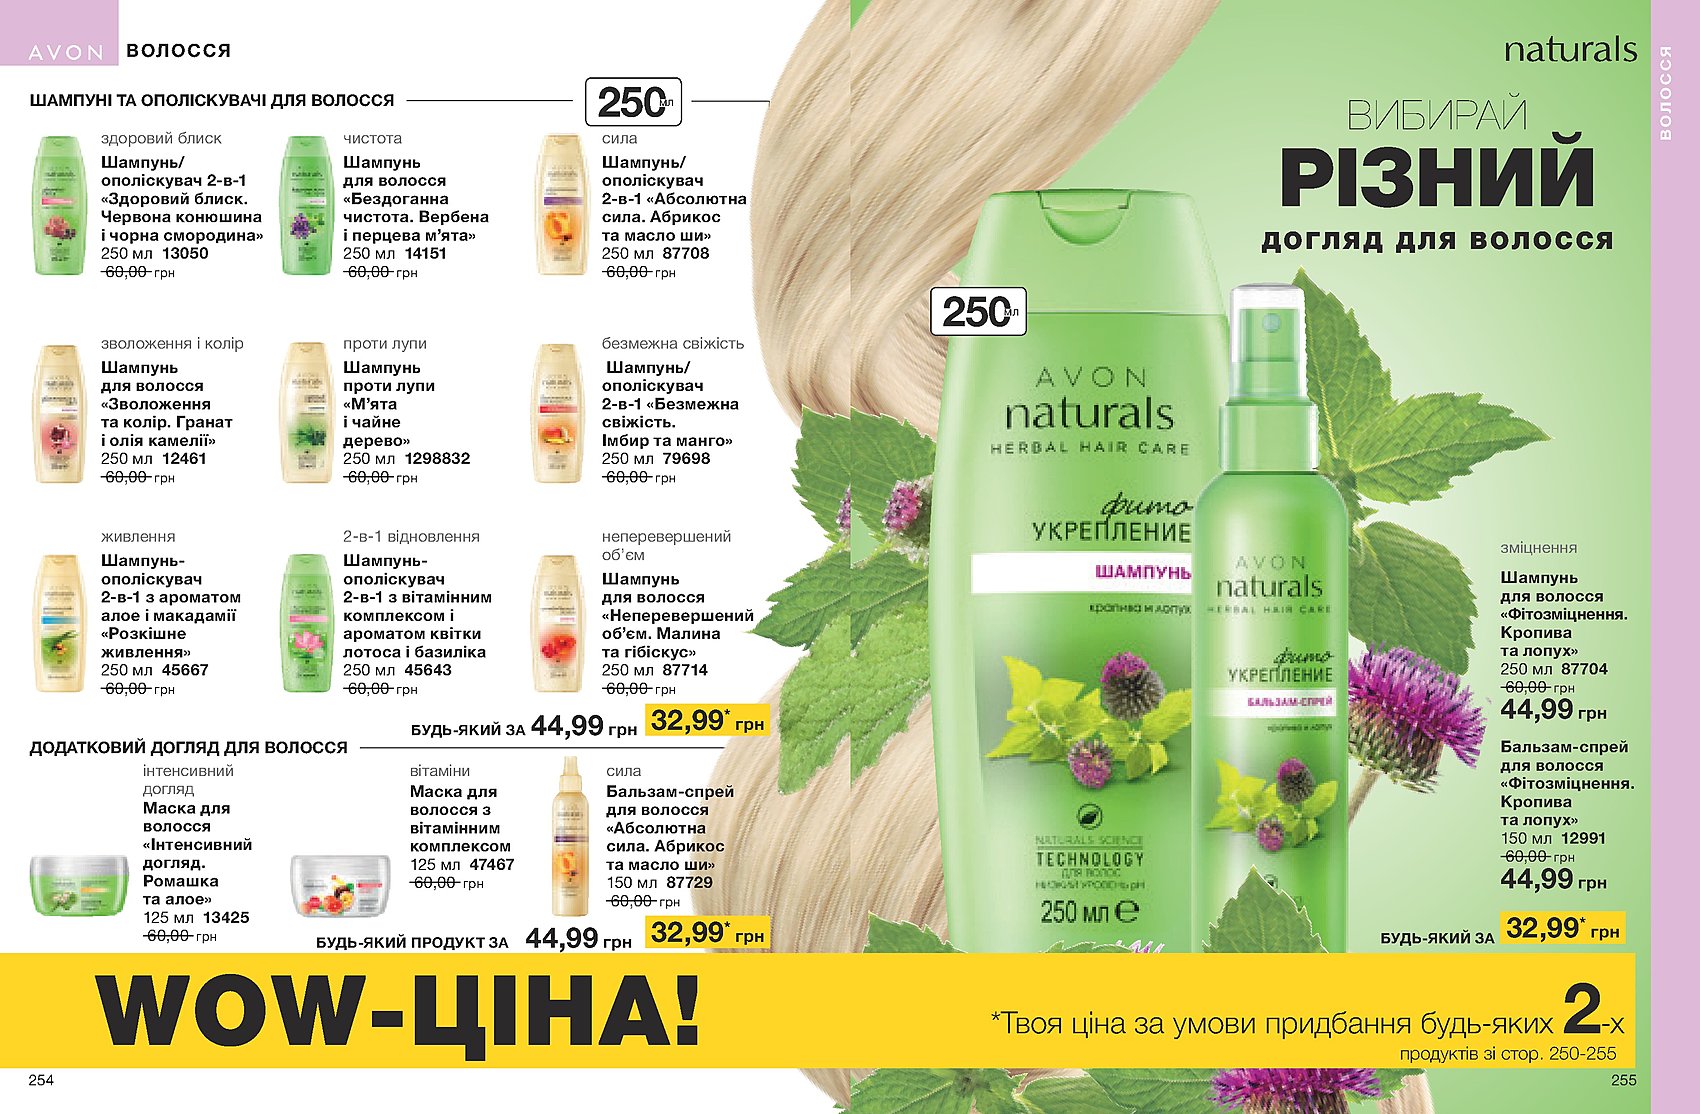 AVON ВОЛОССЯ
ШАМПУНІ ТА ОПОЛІСКУВАЧІ ДЛЯ ВОЛОССЯ
250 мл
здоровий блиск
Шампунь/
ополіскувач 2-в-1
«Здоровий блиск.
Червона конюшина
і чорна смородина»
250 мл 13050
60,00 грн
чистота
Шампунь
для волосся
«Бездоганна
чистота. Вербена
і перцева м’ята»
250 мл 14151
60,00 грн
сила
Шампунь/
ополіскувач
2-в-1 «Абсолютна
сила. Абрикос
та масло ши»
250 мл 87708
60,00 грн
зволоження і колір
Шампунь
для волосся
«Зволоження
та колір. Гранат
і олія камелії»
250 мл 12461
60,00 грн
проти лупи
Шампунь
проти лупи
«М’ята
і чайне
дерево»
250 мл 1298832
60,00 грн
безмежна свіжість
Шампунь/
ополіскувач
2-в-1 «Безмежна
свіжість.
Імбир та манго»
250 мл 79698
60,00 грн
живлення
Шампунь-
ополіскувач
2-в-1 з ароматом
алое і макадамії
«Розкішне
живлення»
250 мл 45667
60,00 грн
2-в-1 відновлення
Шампунь-
ополіскувач
2-в-1 з вітамінним
комплексом і
ароматом квітки
лотоса і базиліка
250 мл 45643
60,00 грн
неперевершений
об’єм
Шампунь
для волосся
«Неперевершений
об’єм. Малина
та гібіскус»
250 мл 87714
60,00 грн
БУДЬ-ЯКИЙ ЗА 44,99 грн 32,99* грн
ДОДАТКОВИЙ ДОГЛЯД ДЛЯ ВОЛОССЯ
інтенсивний
догляд
Маска для
волосся
«Інтенсивний
догляд.
Ромашка
та алое»
125 мл 13425
60,00 грн
вітаміни
Маска для
волосся з
вітамінним
комплексом
125 мл 47467
60,00 грн
сила
Бальзам-спрей
для волосся
«Абсолютна
сила. Абрикос
та масло ши»
150 мл 87729
60,00 грн
БУДЬ-ЯКИЙ ПРОДУКТ ЗА 44,99 грн 32,99* грн
naturals
ВОЛОССЯ
ВИБИРАЙ
РІЗНИЙ
ДОГЛЯД ДЛЯ ВОЛОССЯ
250 мл
AVON
naturals
HERBAL HAIR CARE
фито
УКРЕПЛЕНИЕ
ШАМПУНЬ
крапива и лопух
NATURALS SCIENCE
TECHNOLOGY
ДЛЯ ВОЛОС
НИЗКИЙ УРОВЕНЬ pH
250 мл e
AVON
naturals
HERBAL HAIR CARE
фито
УКРЕПЛЕНИЕ
БАЛЬЗАМ-СПРЕЙ
крапива и лопух
зміцнення
Шампунь
для волосся
«Фітозміцнення.
Кропива
та лопух»
250 мл 87704
60,00 грн
44,99 грн
Бальзам-спрей
для волосся
«Фітозміцнення.
Кропива
та лопух»
150 мл 12991
60,00 грн
44,99 грн
БУДЬ-ЯКИЙ ЗА 32,99* грн
WOW-ЦІНА!
*Твоя ціна за умови придбання будь-яких 2-х
продуктів зі стор. 250-255
254
255